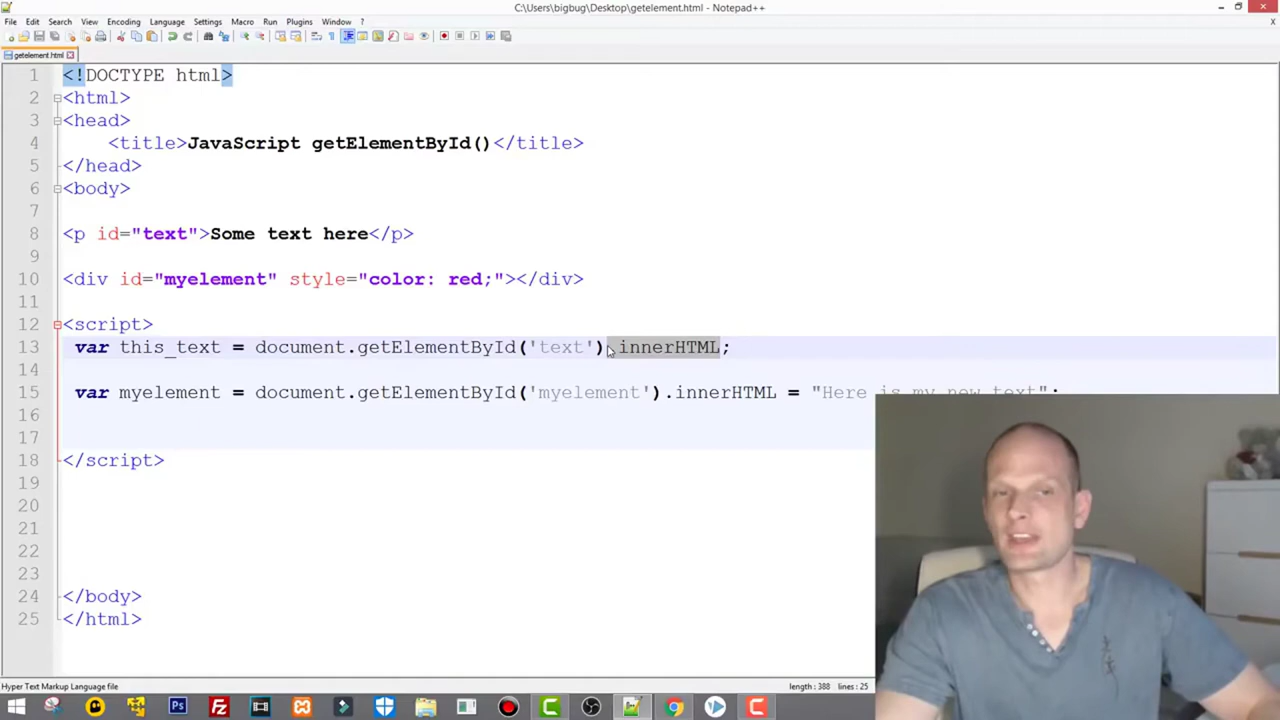 C:\Users\bigbug\Desktop\getelement.html - Notepad++
File Edit Search View Encoding Language Settings Macro Run Plugins Window ?
getelement.html
1 <!DOCTYPE html>
2 <html>
3 <head>
4 <title>JavaScript getElementById()</title>
5 </head>
6 <body>
7
8 <p id="text">Some text here</p>
9
10 <div id="myelement" style="color: red;"></div>
11
12 <script>
13 var this_text = document.getElementById('text').innerHTML;
14
15 var myelement = document.getElementById('myelement').innerHTML = "Here is my new text";
16
17
18 </script>
19
20
21
22
23
24 </body>
25 </html>
Hyper Text Markup Language file
length : 388 lines : 25